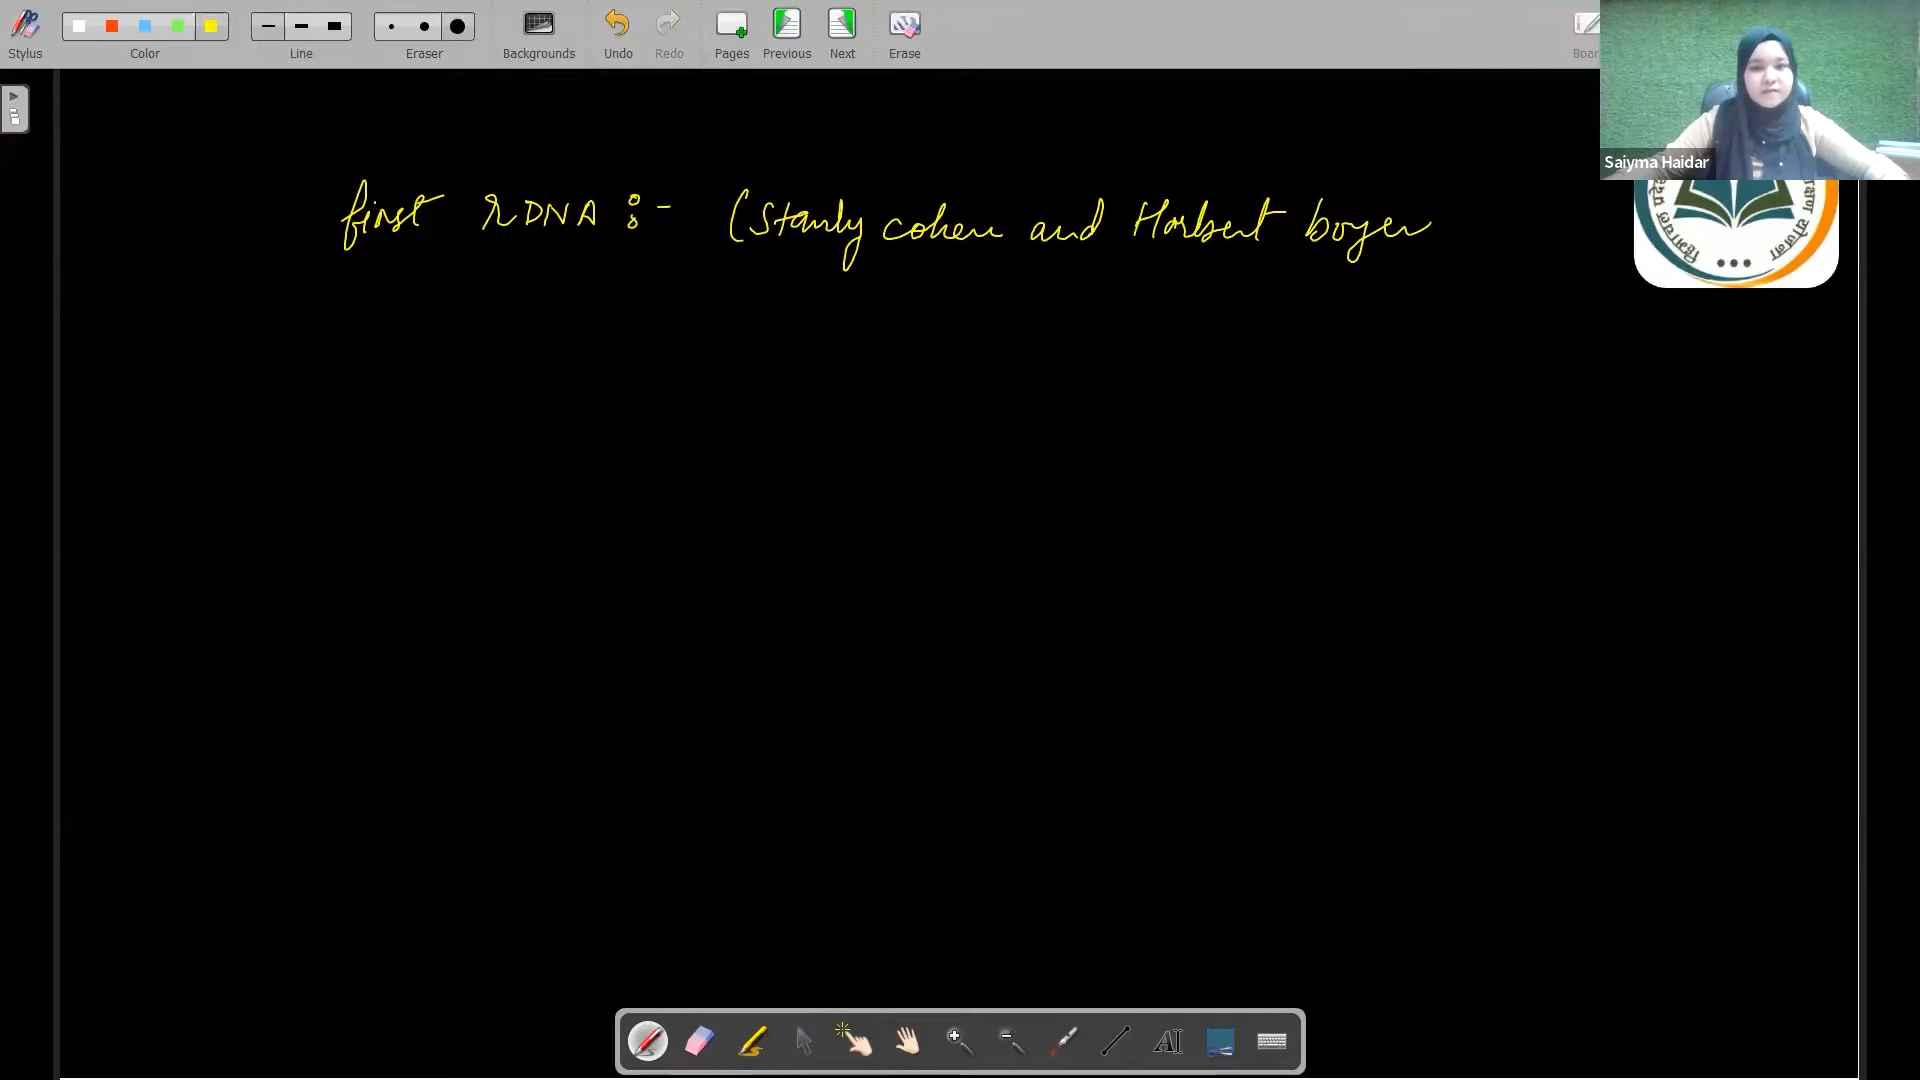 Stylus Color Line Eraser Backgrounds Undo Redo Pages Previous Next Erase
Saiyma Haidar
first rDNA :- (Stanly cohen and Harbert boyer